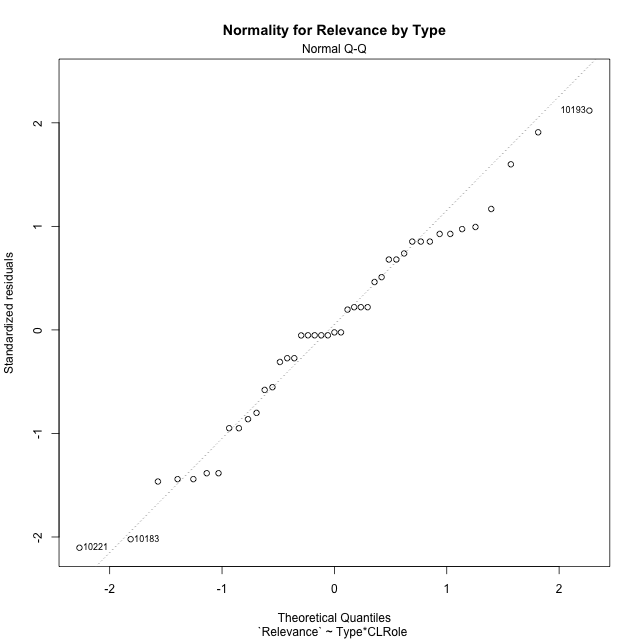 Normality for Relevance by Type
Normal Q-Q
Standardized residuals
2
1
0
-1
-2
10193
10221
10183
-2 -1 0 1 2
Theoretical Quantiles
`Relevance` ~ Type*CLRole